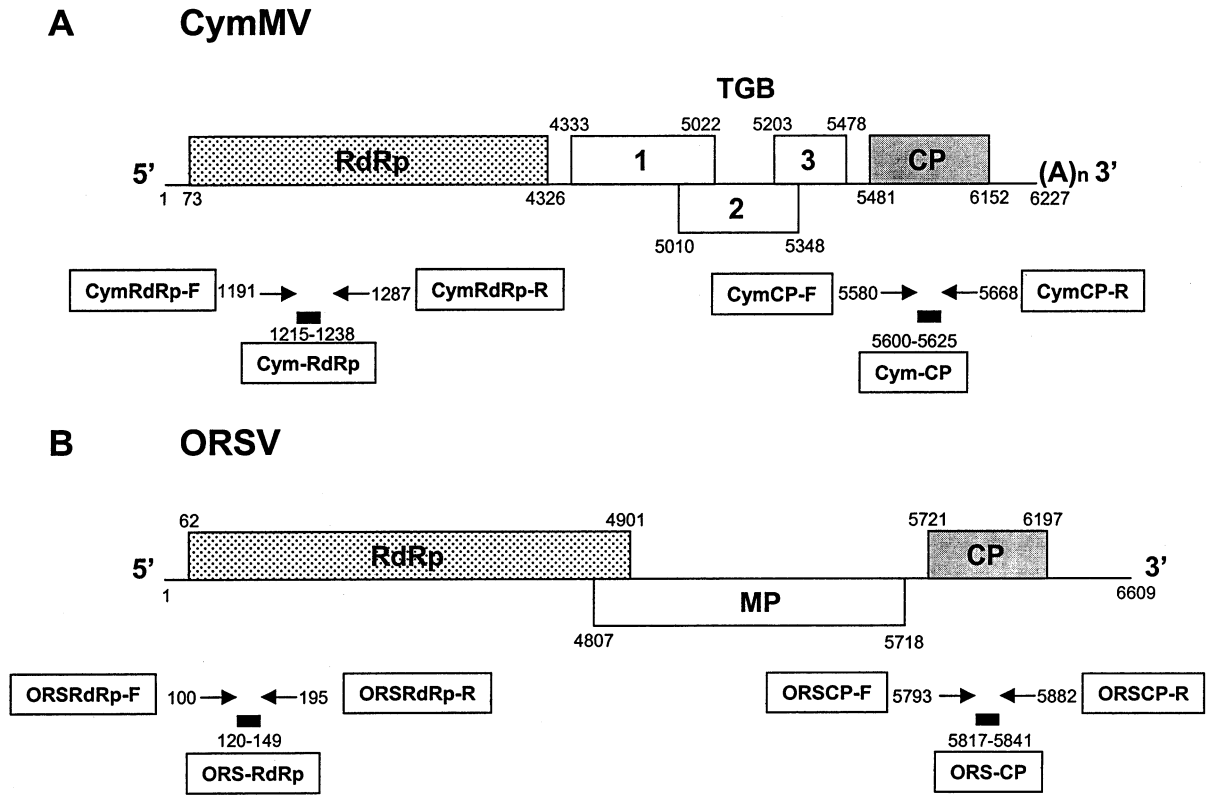 A CymMV
TGB
4333 5022 5203 5478
5' RdRp 1 3 CP (A)n 3'
1 73 4326 2 5481 6152 6227
5010 5348
CymRdRp-F 1191 1287 CymRdRp-R CymCP-F 5580 5668 CymCP-R
1215-1238 5600-5625
Cym-RdRp Cym-CP
B ORSV
62 4901 5721 6197
5' RdRp CP 3'
1 MP 6609
4807 5718
ORSRdRp-F 100 195 ORSRdRp-R ORSCP-F 5793 5882 ORSCP-R
120-149 5817-5841
ORS-RdRp ORS-CP